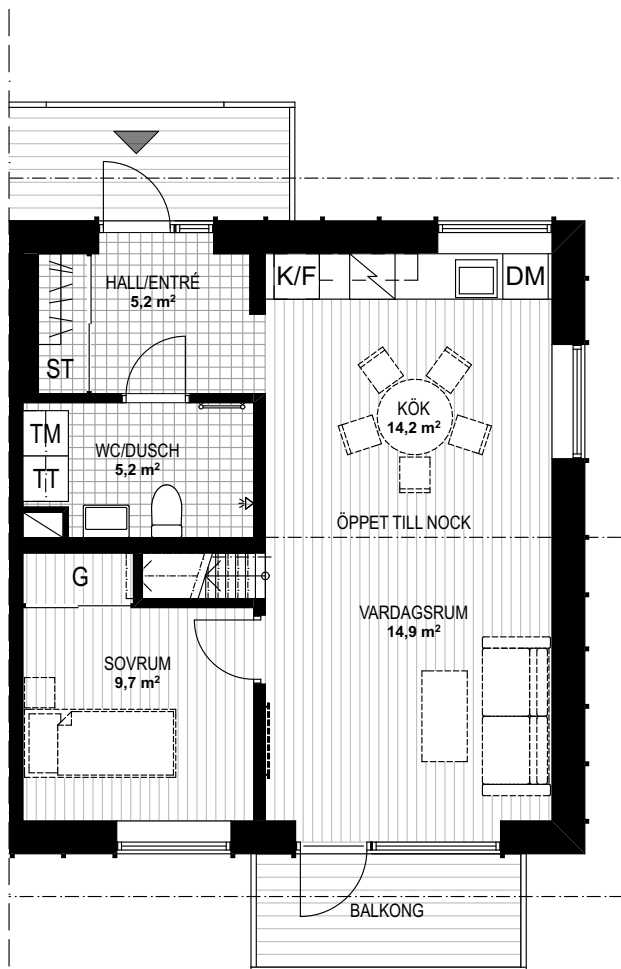 HALL/ENTRÉ
5,2 m²
K/F
DM
ST
KÖK
14,2 m²
TM
TT
WC/DUSCH
5,2 m²
ÖPPET TILL NOCK
G
VARDAGSRUM
14,9 m²
SOVRUM
9,7 m²
BALKONG